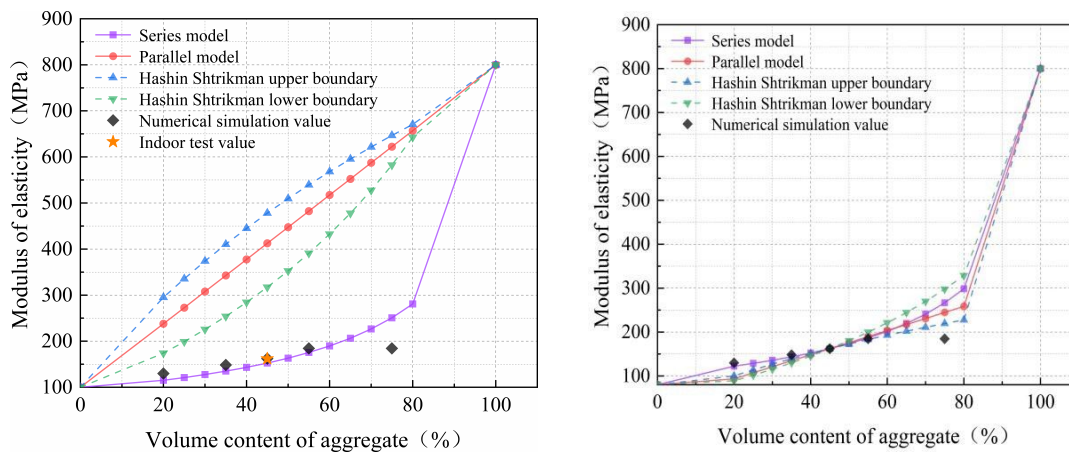 900
800
700
600
500
400
300
200
100
Modulus of elasticity（MPa）
Series model
Parallel model
Hashin Shtrikman upper boundary
Hashin Shtrikman lower boundary
Numerical simulation value
Indoor test value
0 20 40 60 80 100
Volume content of aggregate（%）
900
800
700
600
500
400
300
200
100
Modulus of elasticity（MPa）
Series model
Parallel model
Hashin Shtrikman upper boundary
Hashin Shtrikman lower boundary
Numerical simulation value
0 20 40 60 80 100
Volume content of aggregate（%）